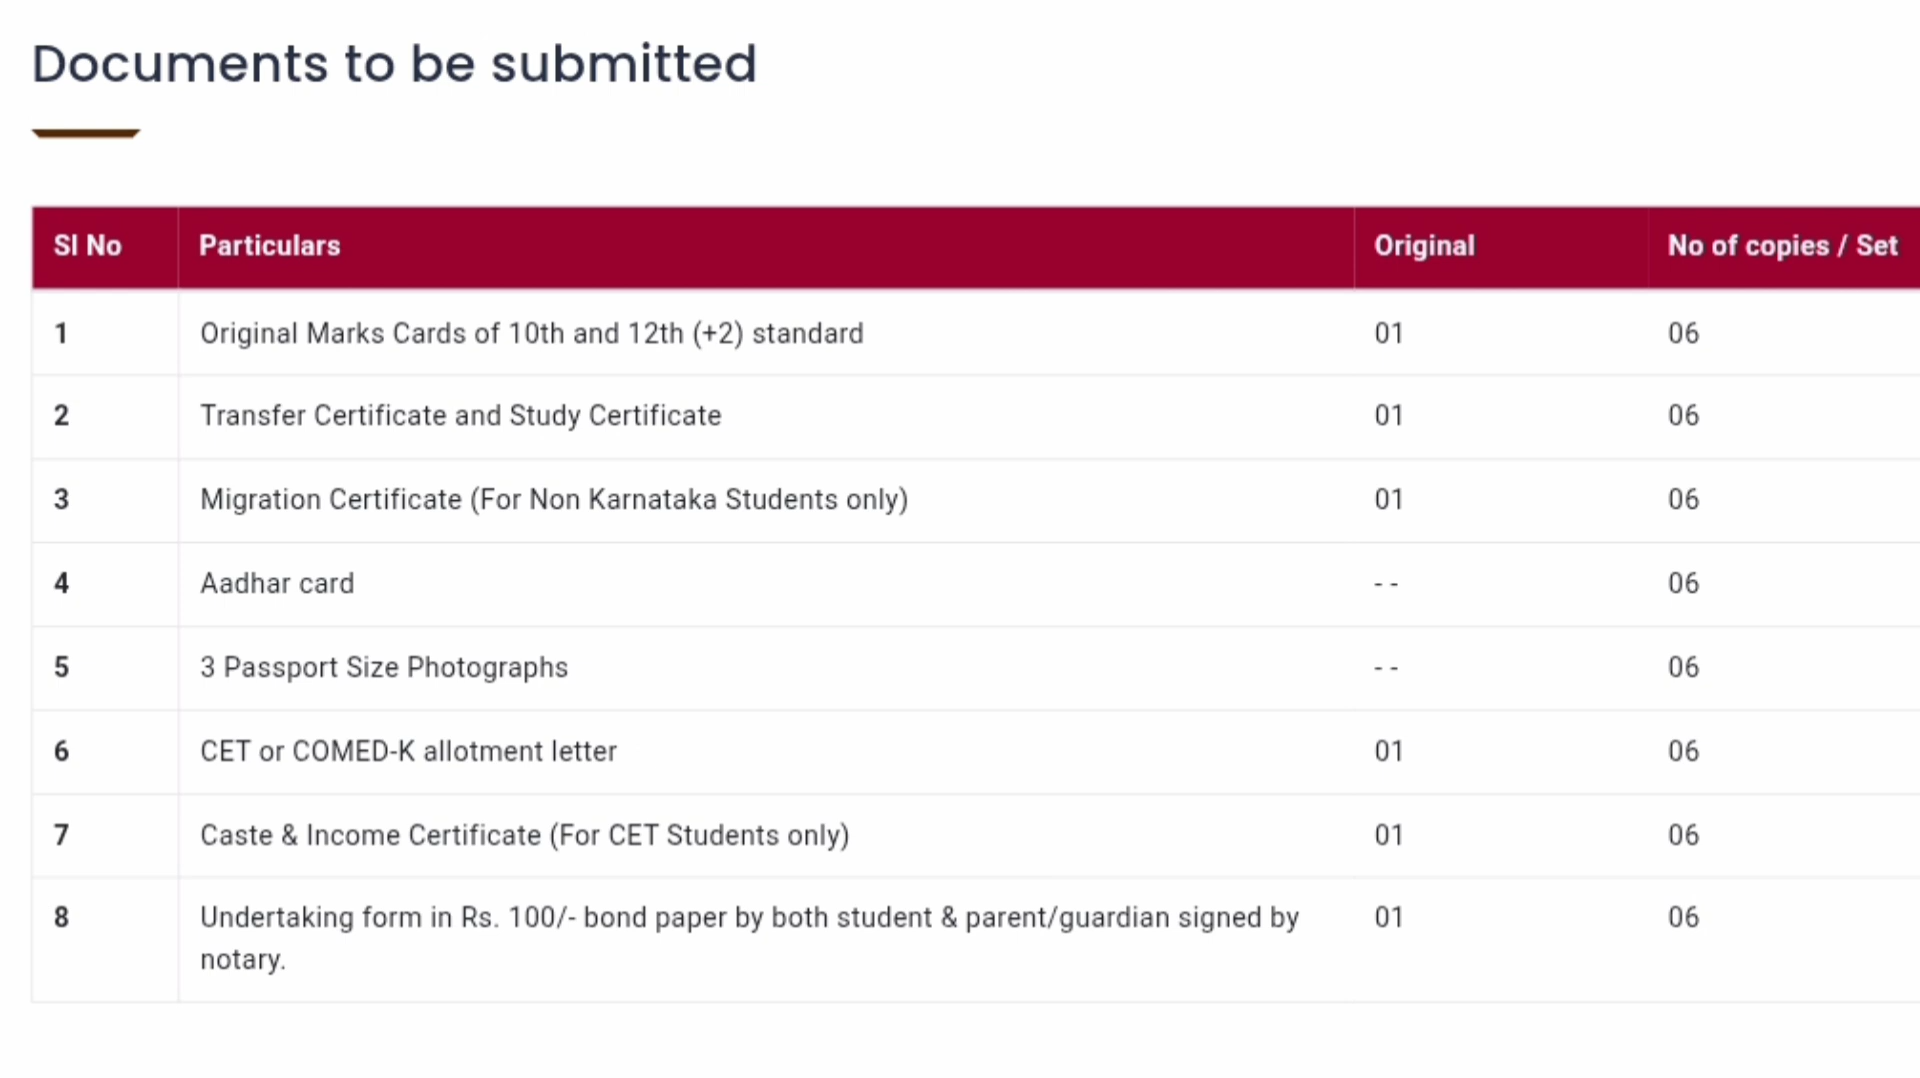 Documents to be submitted
Sl No Particulars Original No of copies / Set
1 Original Marks Cards of 10th and 12th (+2) standard 01 06
2 Transfer Certificate and Study Certificate 01 06
3 Migration Certificate (For Non Karnataka Students only) 01 06
4 Aadhar card - - 06
5 3 Passport Size Photographs - - 06
6 CET or COMED-K allotment letter 01 06
7 Caste & Income Certificate (For CET Students only) 01 06
8 Undertaking form in Rs. 100/- bond paper by both student & parent/guardian signed by 01 06
notary.